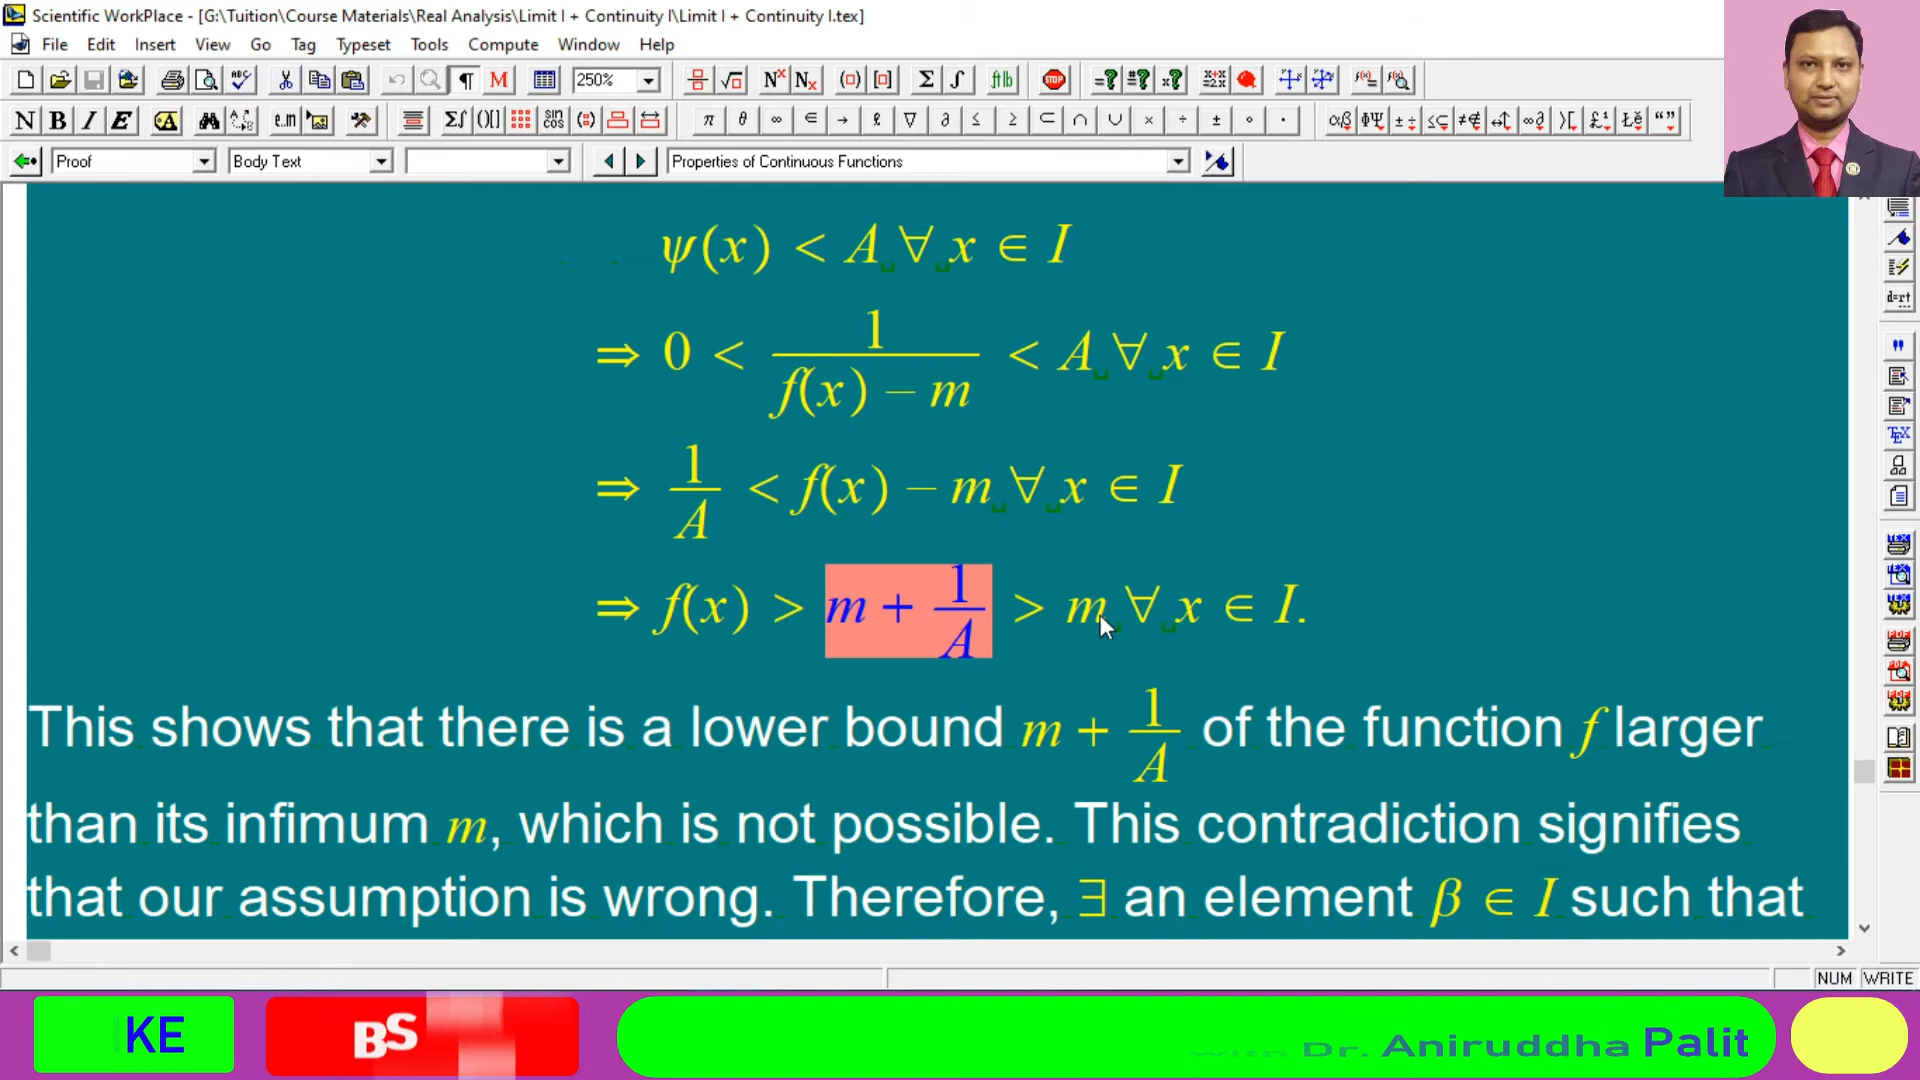 Scientific WorkPlace - [G:\Tuition\Course Materials\Real Analysis\Limit I + Continuity I\Limit I + Continuity I.tex]
File Edit Insert View Go Tag Typeset Tools Compute Window Help
250%
Proof Body Text Properties of Continuous Functions
ψ(x) < A ∀ x ∈ I
⇒ 0 < 1/(f(x) − m) < A ∀ x ∈ I
⇒ 1/A < f(x) − m ∀ x ∈ I
⇒ f(x) > m + 1/A > m ∀ x ∈ I.
This shows that there is a lower bound m + 1/A of the function f larger
than its infimum m, which is not possible. This contradiction signifies
that our assumption is wrong. Therefore, ∃ an element β ∈ I such that
NUM WRITE
KE BS with Dr. Aniruddha Palit